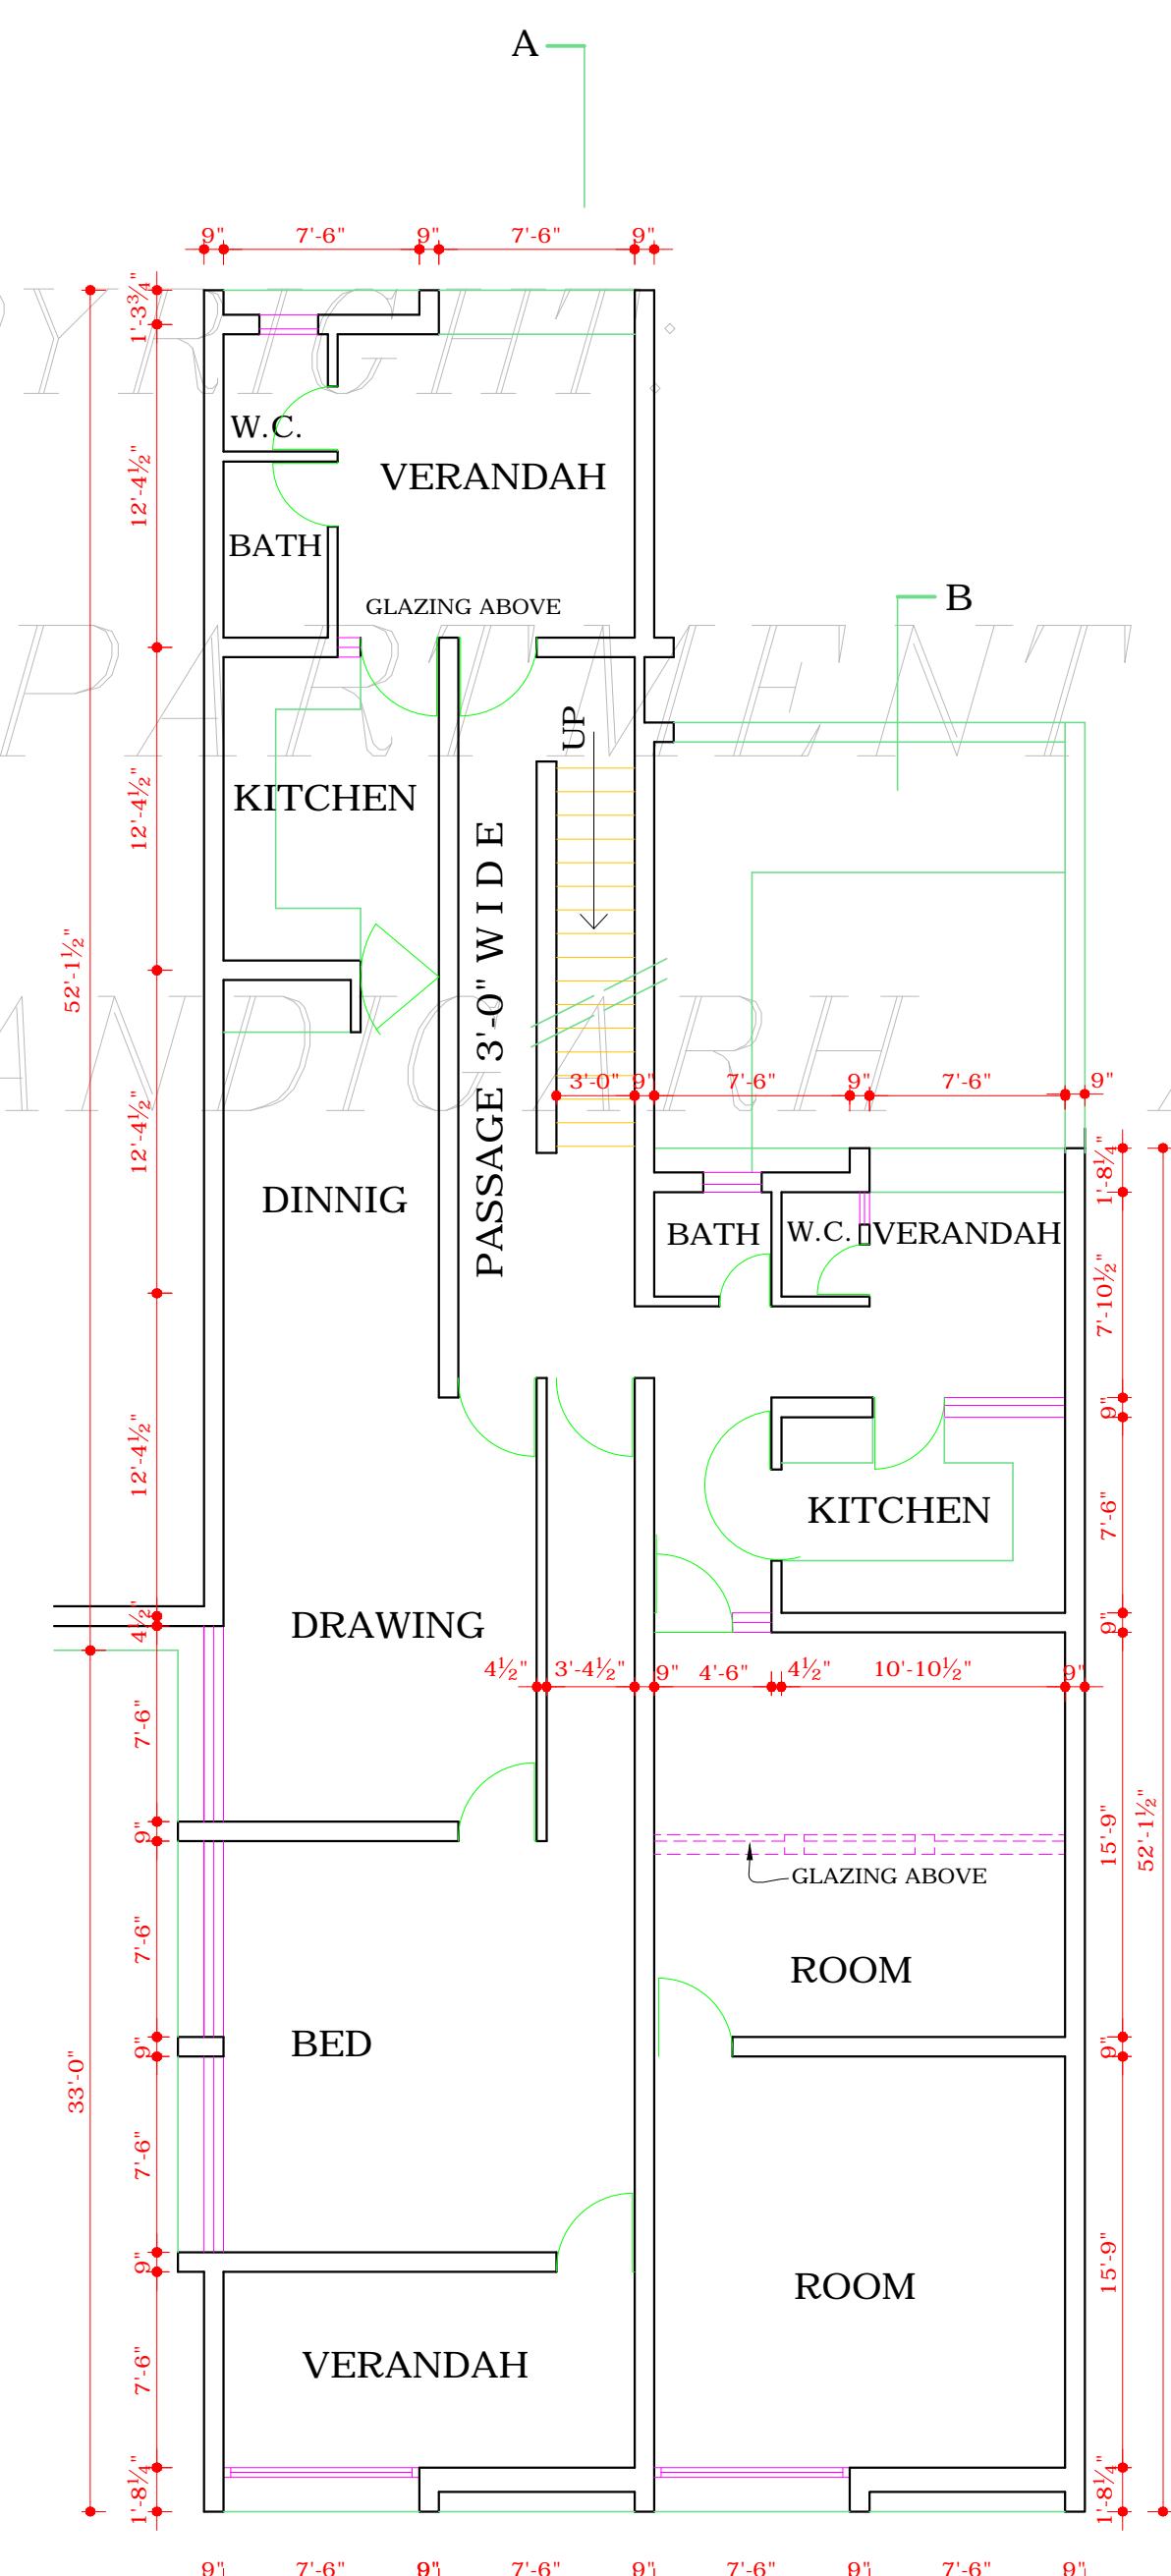 A
9" 7'-6" 9" 7'-6" 9"
1'-3¾"
W.C.
VERANDAH
12'-4½"
BATH
GLAZING ABOVE
B
UP
KITCHEN
12'-4½"
PASSAGE 3'-0" WIDE
52'-1½"
3'-0" 9" 7'-6" 9" 7'-6" 9"
12'-4½"
1'-8¼"
DINNIG
BATH W.C. VERANDAH
7'-10½"
9"
12'-4½"
KITCHEN
7'-6"
4½"
DRAWING
9"
4½" 3'-4½" 9" 4'-6" 4½" 10'-10½" 9"
7'-6"
9"
15'-9"
52'-1½"
GLAZING ABOVE
7'-6"
ROOM
BED
9"
9"
33'-0"
7'-6"
9"
15'-9"
ROOM
VERANDAH
7'-6"
1'-8¼"
1'-8¼"
9" 7'-6" 9" 7'-6" 9" 7'-6" 9" 7'-6" 9"